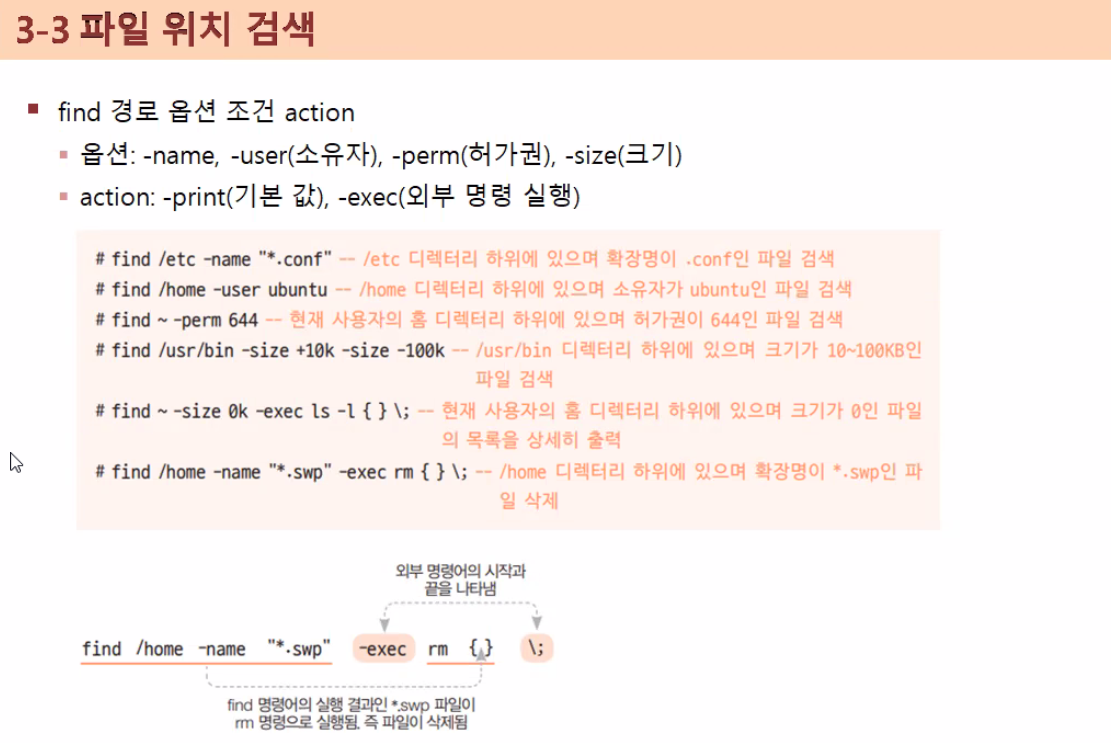 3-3 파일 위치 검색
find 경로 옵션 조건 action
옵션: -name, -user(소유자), -perm(허가권), -size(크기)
action: -print(기본 값), -exec(외부 명령 실행)
# find /etc -name "*.conf" -- /etc 디렉터리 하위에 있으며 확장명이 .conf인 파일 검색
# find /home -user ubuntu -- /home 디렉터리 하위에 있으며 소유자가 ubuntu인 파일 검색
# find ~ -perm 644 -- 현재 사용자의 홈 디렉터리 하위에 있으며 허가권이 644인 파일 검색
# find /usr/bin -size +10k -size -100k -- /usr/bin 디렉터리 하위에 있으며 크기가 10~100KB인
파일 검색
# find ~ -size 0k -exec ls -l { } \; -- 현재 사용자의 홈 디렉터리 하위에 있으며 크기가 0인 파일
의 목록을 상세히 출력
# find /home -name "*.swp" -exec rm { } \; -- /home 디렉터리 하위에 있으며 확장명이 *.swp인 파
일 삭제
외부 명령어의 시작과
끝을 나타냄
find /home -name "*.swp" -exec rm { } \;
find 명령어의 실행 결과인 *.swp 파일이
rm 명령으로 실행됨. 즉 파일이 삭제됨